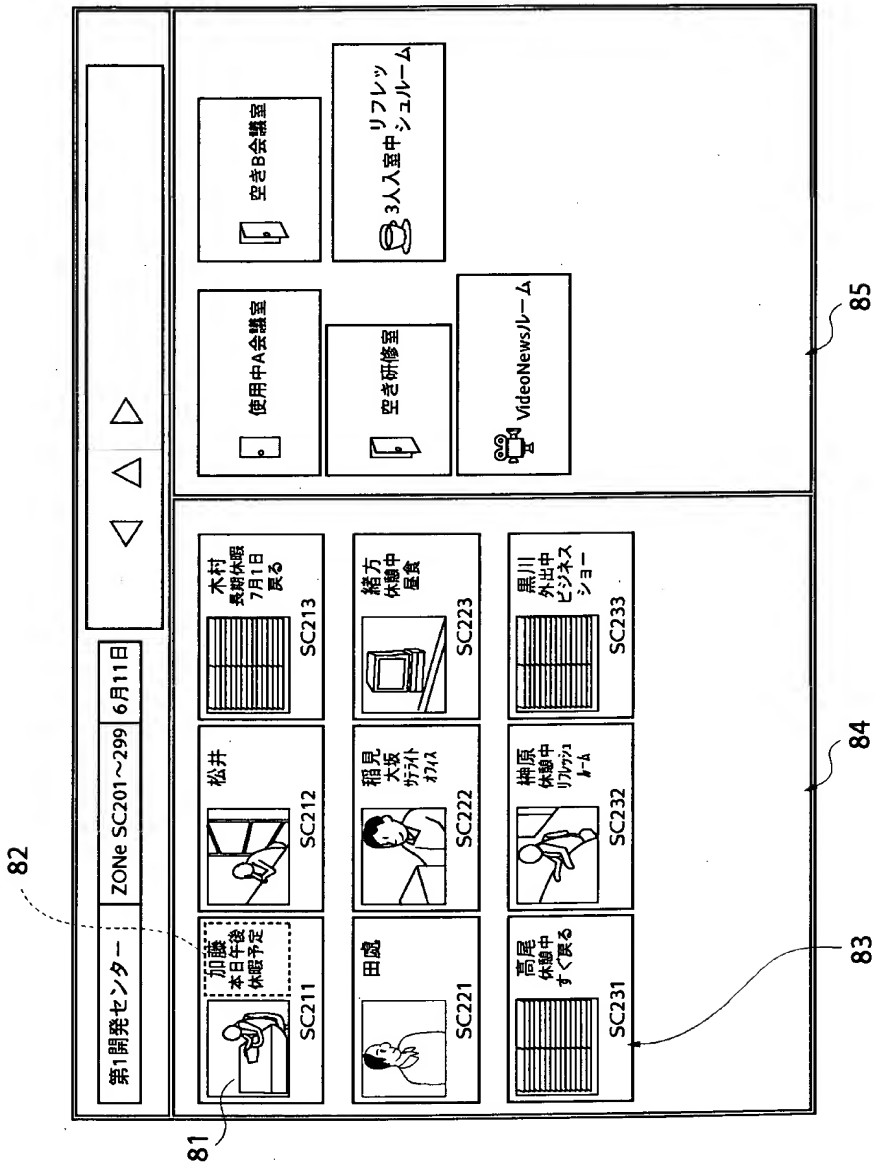 82
第1開発センター
ZONe SC201～299
6月11日
◁ △ ▷
81
加藤
本日午後
休暇予定
SC211
松井
SC212
木村
長期休暇
7月1日
戻る
SC213
田處
SC221
稲見
大坂
サテライト
オフィス
SC222
緒方
休憩中
昼食
SC223
高尾
休憩中
すぐ戻る
SC231
榊原
休憩中
リフレッシュ
ルーム
SC232
黒川
外出中
ビジネス
ショー
SC233
使用中A会議室
空きB会議室
空き研修室
3人入室中
リフレッ
シュルーム
VideoNewsルーム
83
84
85